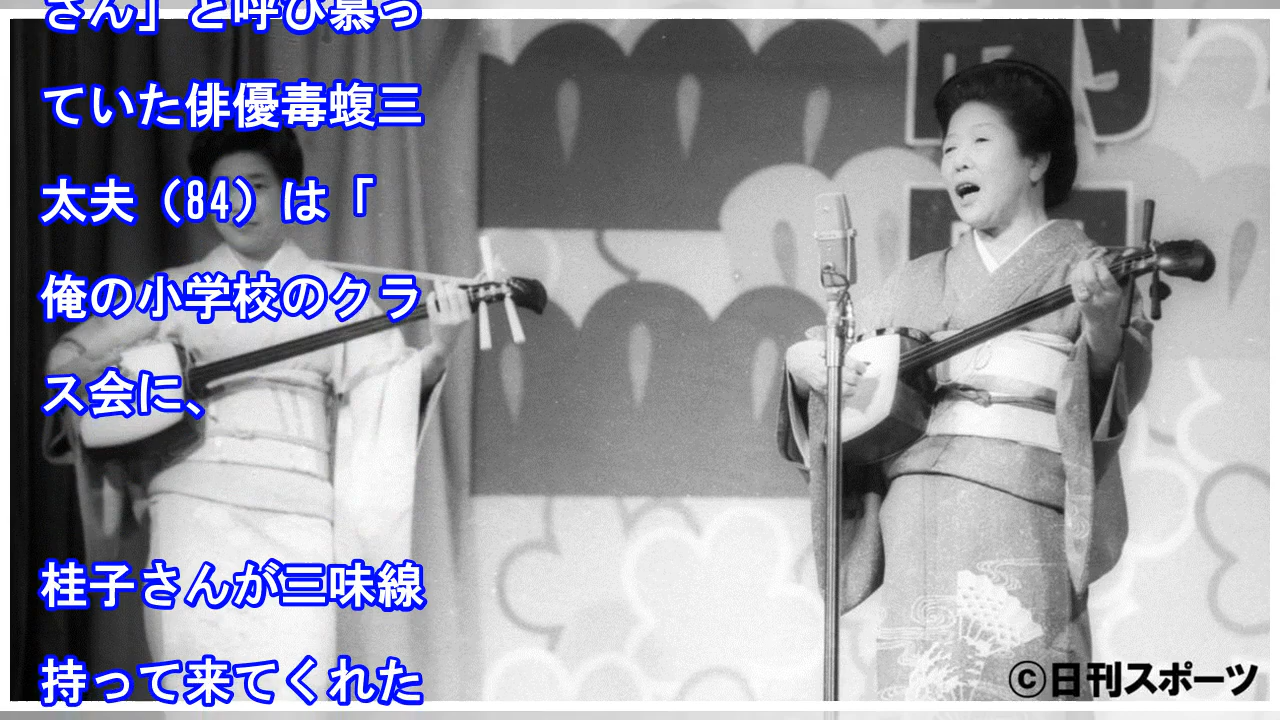 さん」と呼び慕っ
ていた俳優毒蝮三
太夫（84）は「
俺の小学校のクラ
ス会に、
桂子さんが三味線
持って来てくれた
©日刊スポーツ